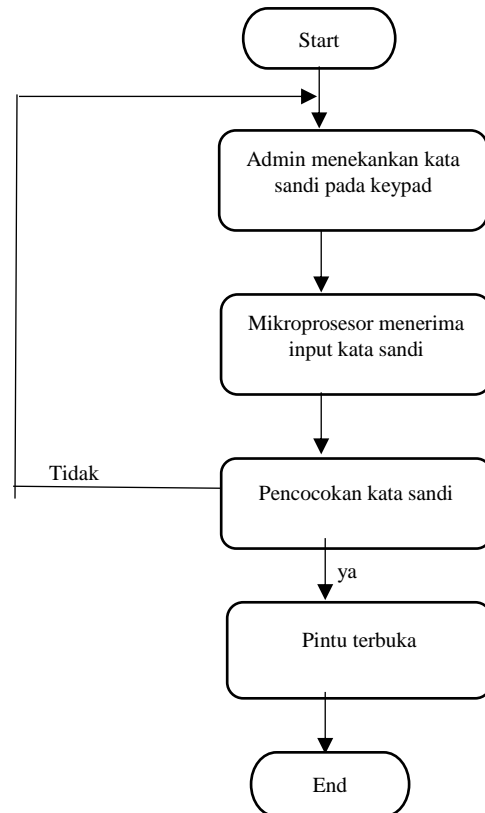 Start
Admin menekankan kata
sandi pada keypad
Mikroprosesor menerima
input kata sandi
Tidak
Pencocokan kata sandi
ya
Pintu terbuka
End